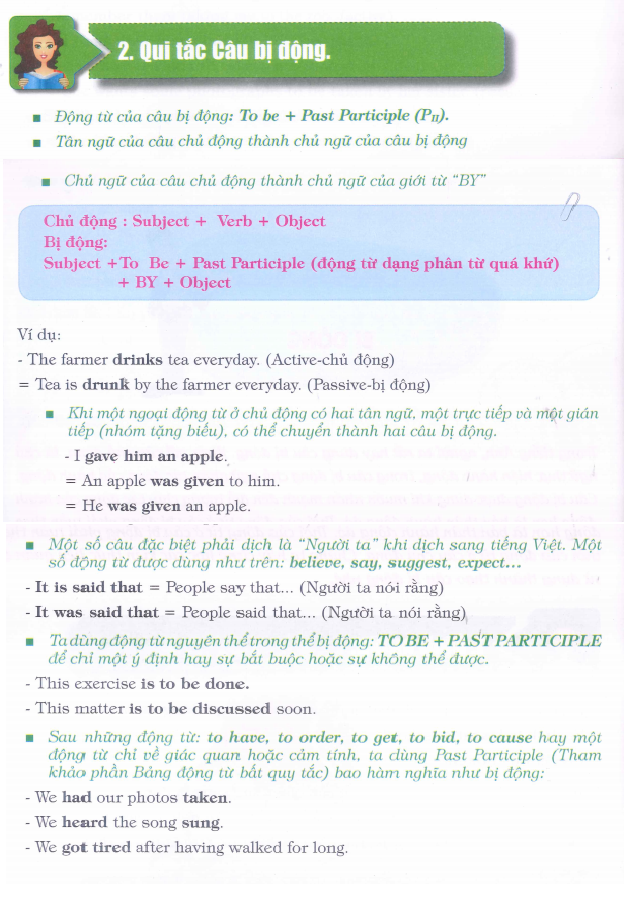 2. Qui tắc Câu bị động.
Động từ của câu bị động: To be + Past Participle (PII).
Tân ngữ của câu chủ động thành chủ ngữ của câu bị động
Chủ ngữ của câu chủ động thành chủ ngữ của giới từ “BY”
Chủ động : Subject + Verb + Object
Bị động:
Subject +To Be + Past Participle (động từ dạng phân từ quá khứ)
+ BY + Object
Ví dụ:
- The farmer drinks tea everyday. (Active-chủ động)
= Tea is drunk by the farmer everyday. (Passive-bị động)
Khi một ngoại động từ ở chủ động có hai tân ngữ, một trực tiếp và một gián
tiếp (nhóm tặng biếu), có thể chuyển thành hai câu bị động.
- I gave him an apple.
= An apple was given to him.
= He was given an apple.
Một số câu đặc biệt phải dịch là “Người ta” khi dịch sang tiếng Việt. Một
số động từ được dùng như trên: believe, say, suggest, expect...
- It is said that = People say that... (Người ta nói rằng)
- It was said that = People said that... (Người ta nói rằng)
Ta dùng động từ nguyên thể trong thể bị động: TO BE + PAST PARTICIPLE
để chỉ một ý định hay sự bắt buộc hoặc sự không thể được.
- This exercise is to be done.
- This matter is to be discussed soon.
Sau những động từ: to have, to order, to get, to bid, to cause hay một
động từ chỉ về giác quan hoặc cảm tính, ta dùng Past Participle (Tham
khảo phần Bảng động từ bất quy tắc) bao hàm nghĩa như bị động:
- We had our photos taken.
- We heard the song sung.
- We got tired after having walked for long.